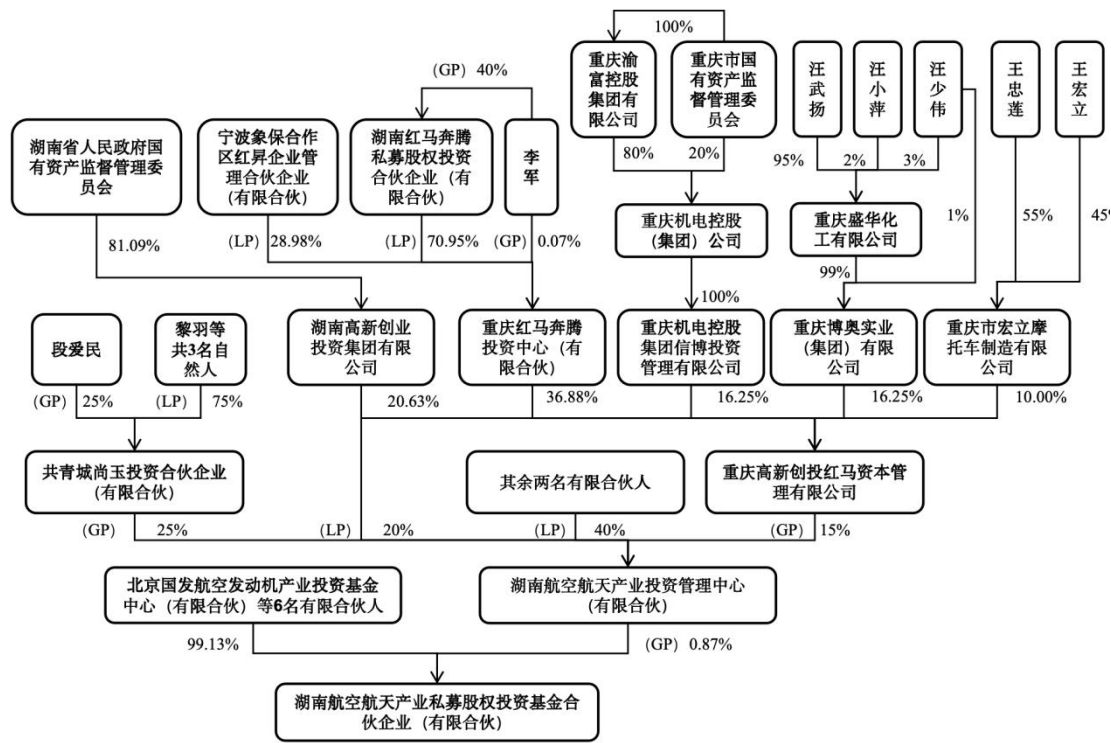 100%
(GP) 40%
重庆渝
富控股
集团有
限公司
重庆市国
有资产监
督管理委
员会
汪武扬
汪小萍
汪少伟
王忠莲
王宏立
湖南省人民政府国
有资产监督管理委
员会
宁波象保合作
区红昇企业管
理合伙企业
(有限合伙)
湖南红马奔腾
私募股权投资
合伙企业（有
限合伙）
李军
80%
20%
95%
2%
3%
1%
55%
45%
重庆机电控股
（集团）公司
重庆盛华化
工有限公司
81.09%
(LP) 28.98%
(LP) 70.95%
(GP) 0.07%
99%
100%
段爱民
黎羽等
共3名自
然人
湖南高新创业
投资集团有限
公司
重庆红马奔腾
投资中心（有
限合伙）
重庆机电控股
集团信博投资
管理有限公司
重庆博奥实业
（集团）有限
公司
重庆市宏立摩
托车制造有限
公司
(GP) 25%
(LP) 75%
20.63%
36.88%
16.25%
16.25%
10.00%
共青城尚玉投资合伙企业
(有限合伙)
其余两名有限合伙人
重庆高新创投红马资本管
理有限公司
(GP) 25%
(LP) 20%
(LP) 40%
(GP) 15%
北京国发航空发动机产业投资基金
中心（有限合伙）等6名有限合伙人
湖南航空航天产业投资管理中心
（有限合伙）
99.13%
(GP) 0.87%
湖南航空航天产业私募股权投资基金合
伙企业（有限合伙）